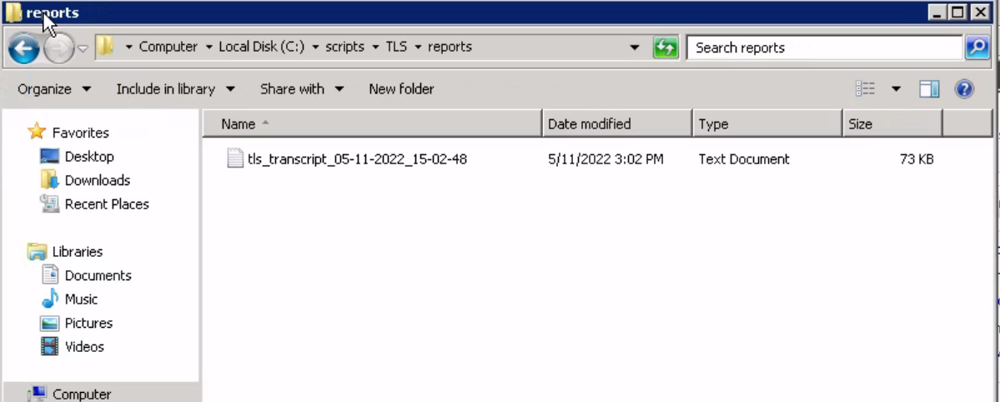 reports
Computer Local Disk (C:) scripts TLS reports
Search reports
Organize Include in library Share with New folder
Favorites
Desktop
Downloads
Recent Places
Libraries
Documents
Music
Pictures
Videos
Computer
Name Date modified Type Size
tls_transcript_05-11-2022_15-02-48 5/11/2022 3:02 PM Text Document 73 KB